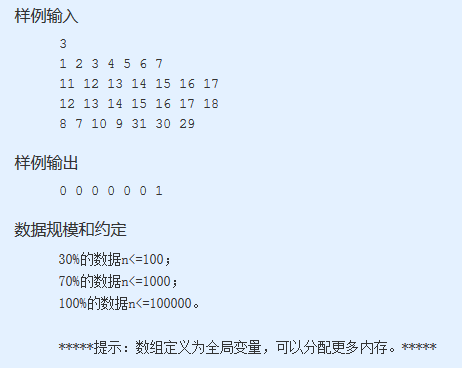 样例输入
3
1 2 3 4 5 6 7
11 12 13 14 15 16 17
12 13 14 15 16 17 18
8 7 10 9 31 30 29
样例输出
0 0 0 0 0 0 1
数据规模和约定
30%的数据n<=100；
70%的数据n<=1000；
100%的数据n<=100000。
*****提示：数组定义为全局变量，可以分配更多内存。*****